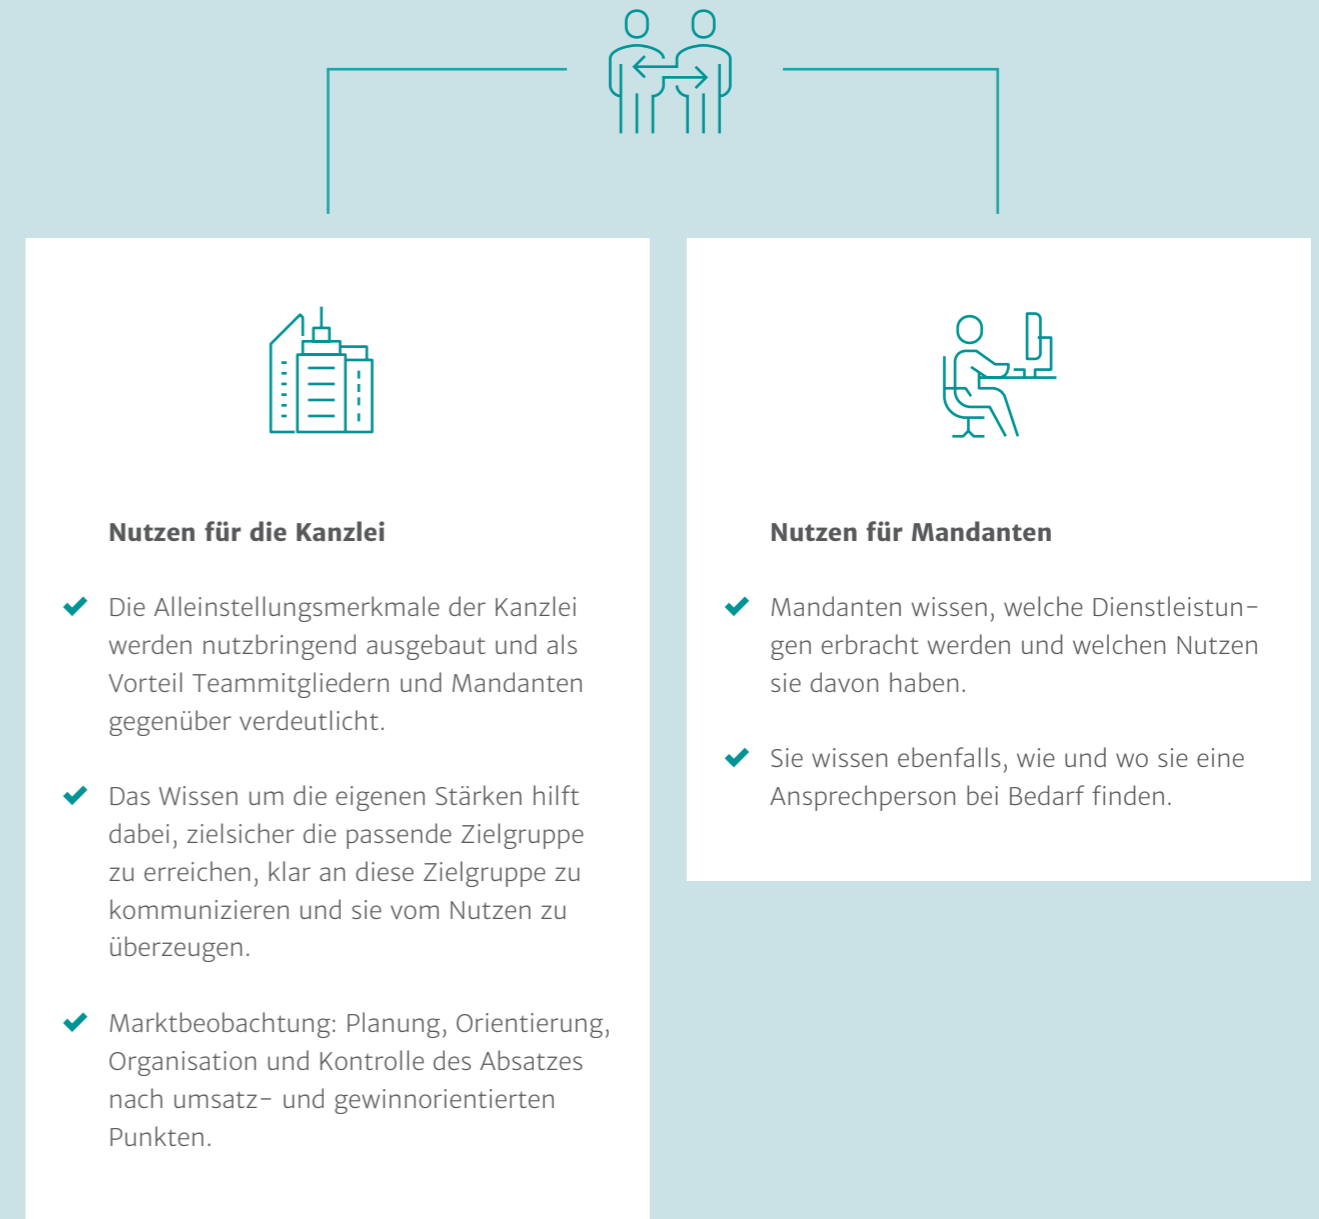 Nutzen für die Kanzlei
Die Alleinstellungsmerkmale der Kanzlei
werden nutzbringend ausgebaut und als
Vorteil Teammitgliedern und Mandanten
gegenüber verdeutlicht.
Das Wissen um die eigenen Stärken hilft
dabei, zielsicher die passende Zielgruppe
zu erreichen, klar an diese Zielgruppe zu
kommunizieren und sie vom Nutzen zu
überzeugen.
Marktbeobachtung: Planung, Orientierung,
Organisation und Kontrolle des Absatzes
nach umsatz- und gewinnorientierten
Punkten.
Nutzen für Mandanten
Mandanten wissen, welche Dienstleistun-
gen erbracht werden und welchen Nutzen
sie davon haben.
Sie wissen ebenfalls, wie und wo sie eine
Ansprechperson bei Bedarf finden.